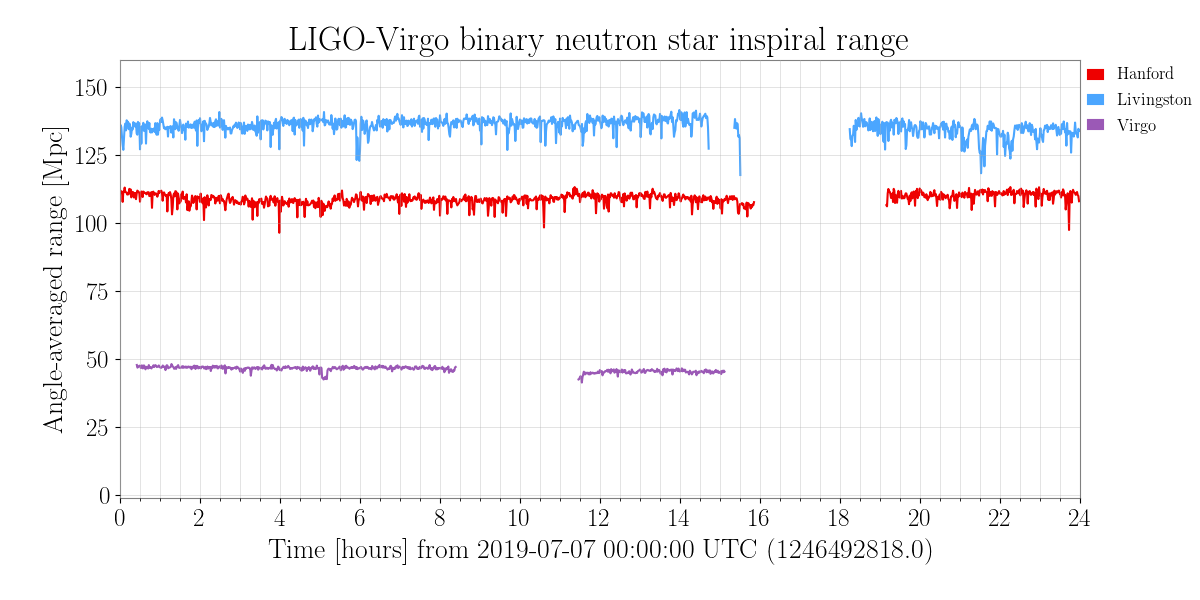 LIGO-Virgo binary neutron star inspiral range
Hanford
Livingston
Virgo
Angle-averaged range [Mpc]
150
125
100
75
50
25
0
0 2 4 6 8 10 12 14 16 18 20 22 24
Time [hours] from 2019-07-07 00:00:00 UTC (1246492818.0)